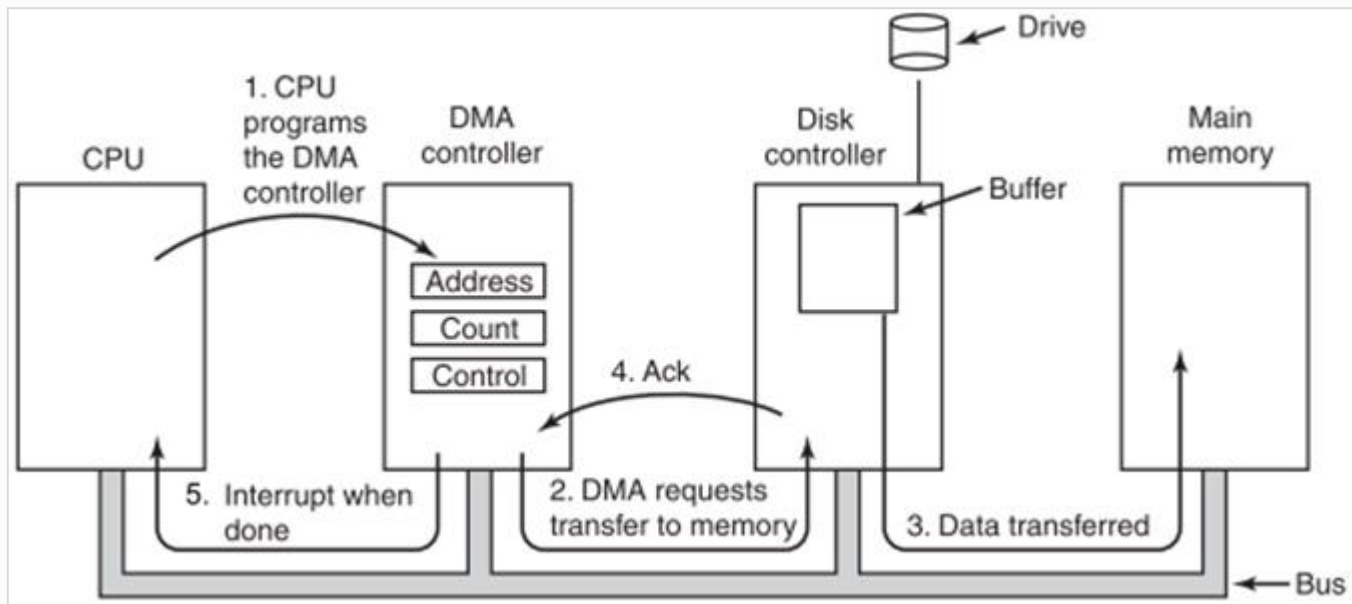 Drive
1. CPU
programs
the DMA
controller
CPU
DMA
controller
Disk
controller
Main
memory
Buffer
Address
Count
Control
4. Ack
5. Interrupt when
done
2. DMA requests
transfer to memory
3. Data transferred
Bus